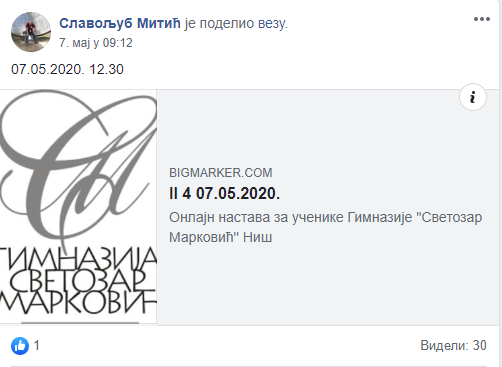 Славољуб Митић је поделио везу.
7. мај у 09:12
07.05.2020. 12.30
ГИМНАЗИЈА
СВЕТОЗАР
МАРКОВИЋ
BIGMARKER.COM
II 4 07.05.2020.
Онлајн настава за ученике Гимназије "Светозар
Марковић" Ниш
1
Видели: 30